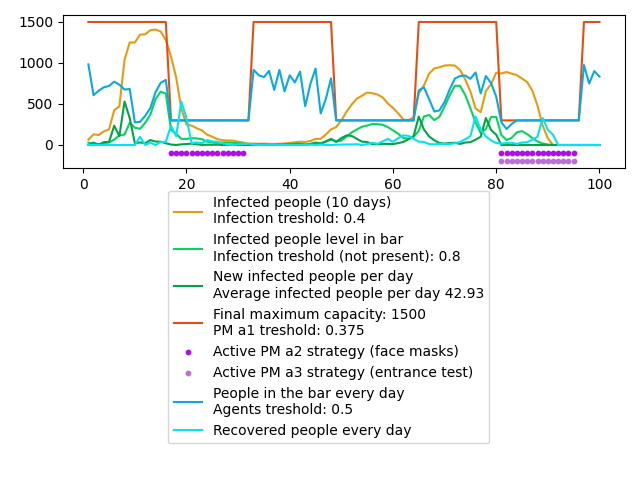 1500
1000
500
0
0
20
40
60
80
100
Infected people (10 days)
Infection treshold: 0.4
Infected people level in bar
Infection treshold (not present): 0.8
New infected people per day
Average infected people per day 42.93
Final maximum capacity: 1500
PM a1 treshold: 0.375
Active PM a2 strategy (face masks)
Active PM a3 strategy (entrance test)
People in the bar every day
Agents treshold: 0.5
Recovered people every day